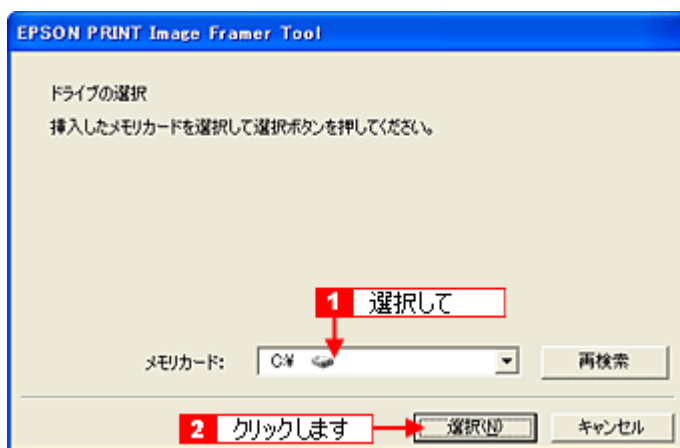 EPSON PRINT Image Framer Tool
ドライブの選択
挿入したメモリカードを選択して選択ボタンを押してください。
1 選択して
メモリカード: C:¥ 再検索
2 クリックします 選択(N) キャンセル